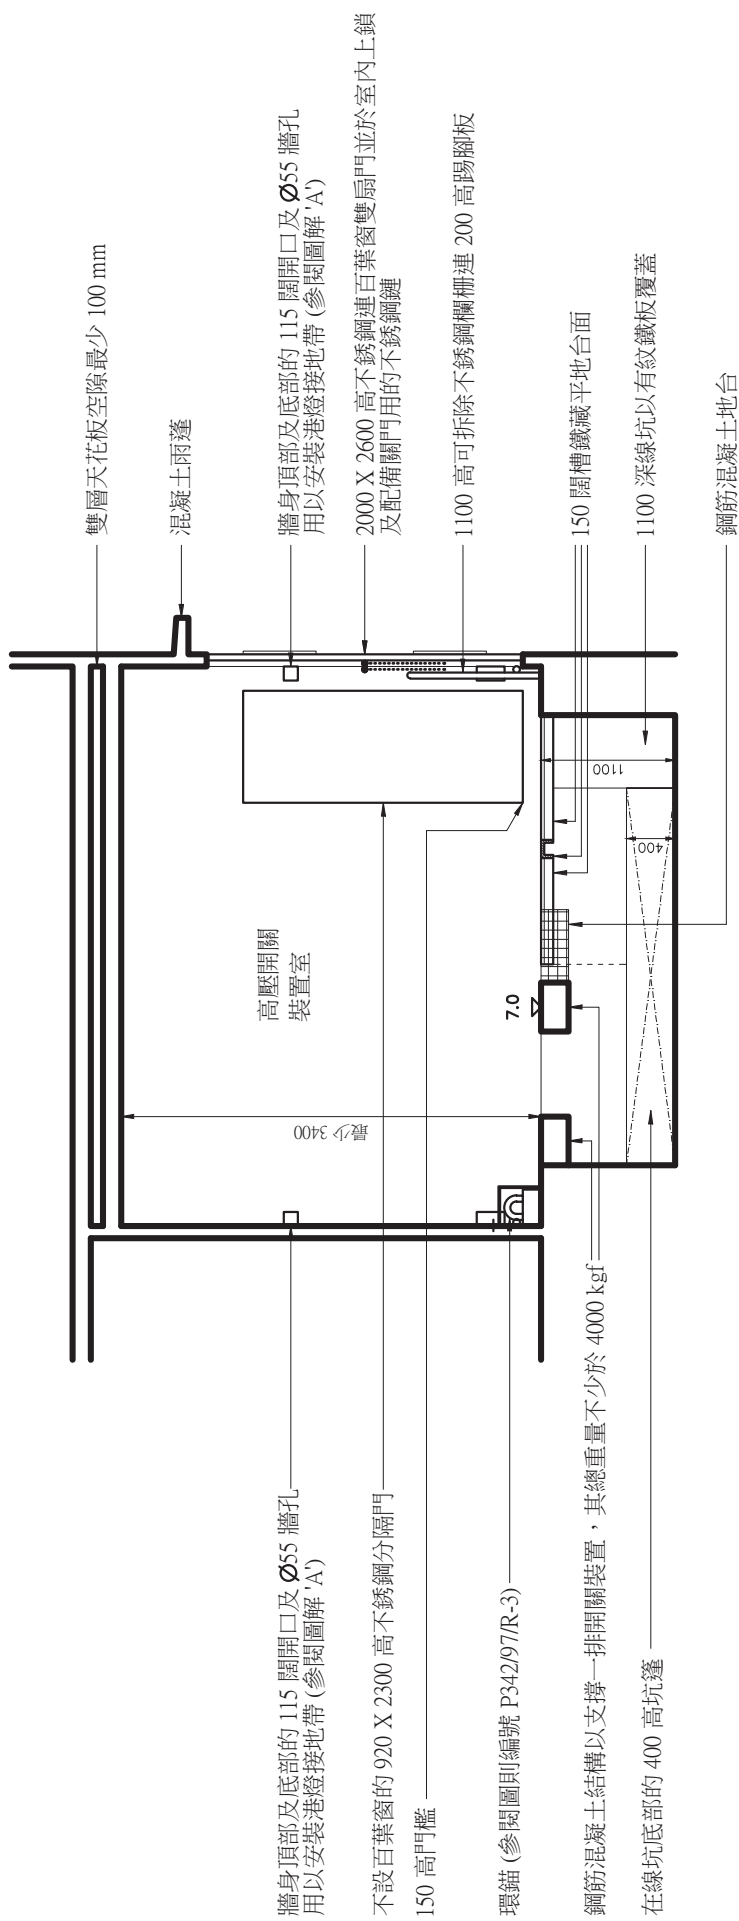 雙層天花板空隙最少 100 mm
混凝土雨蓬
牆身頂部及底部的 115 闊開口及 Ø55 牆孔
用以安裝港燈接地帶 (參閱圖解 'A')
2000 X 2600 高不銹鋼連百葉窗雙扇門並於室內上鎖
及配備關門用的不銹鋼鏈
1100 高可拆除不銹鋼欄柵連 200 高踢腳板
150 闊槽鐵藏平地台面
1100 深線坑以有紋鐵板覆蓋
鋼筋混凝土地台
高壓開關
裝置室
7.0
最少 3400
1100
400
牆身頂部及底部的 115 闊開口及 Ø55 牆孔
用以安裝港燈接地帶 (參閱圖解 'A')
不設百葉窗的 920 X 2300 高不銹鋼分隔門
150 高門檻
環錨 (參閱圖則編號 P342/97/R-3)
鋼筋混凝土結構以支撐一排開關裝置，其總重量不少於 4000 kgf
在線坑底部的 400 高坑篷